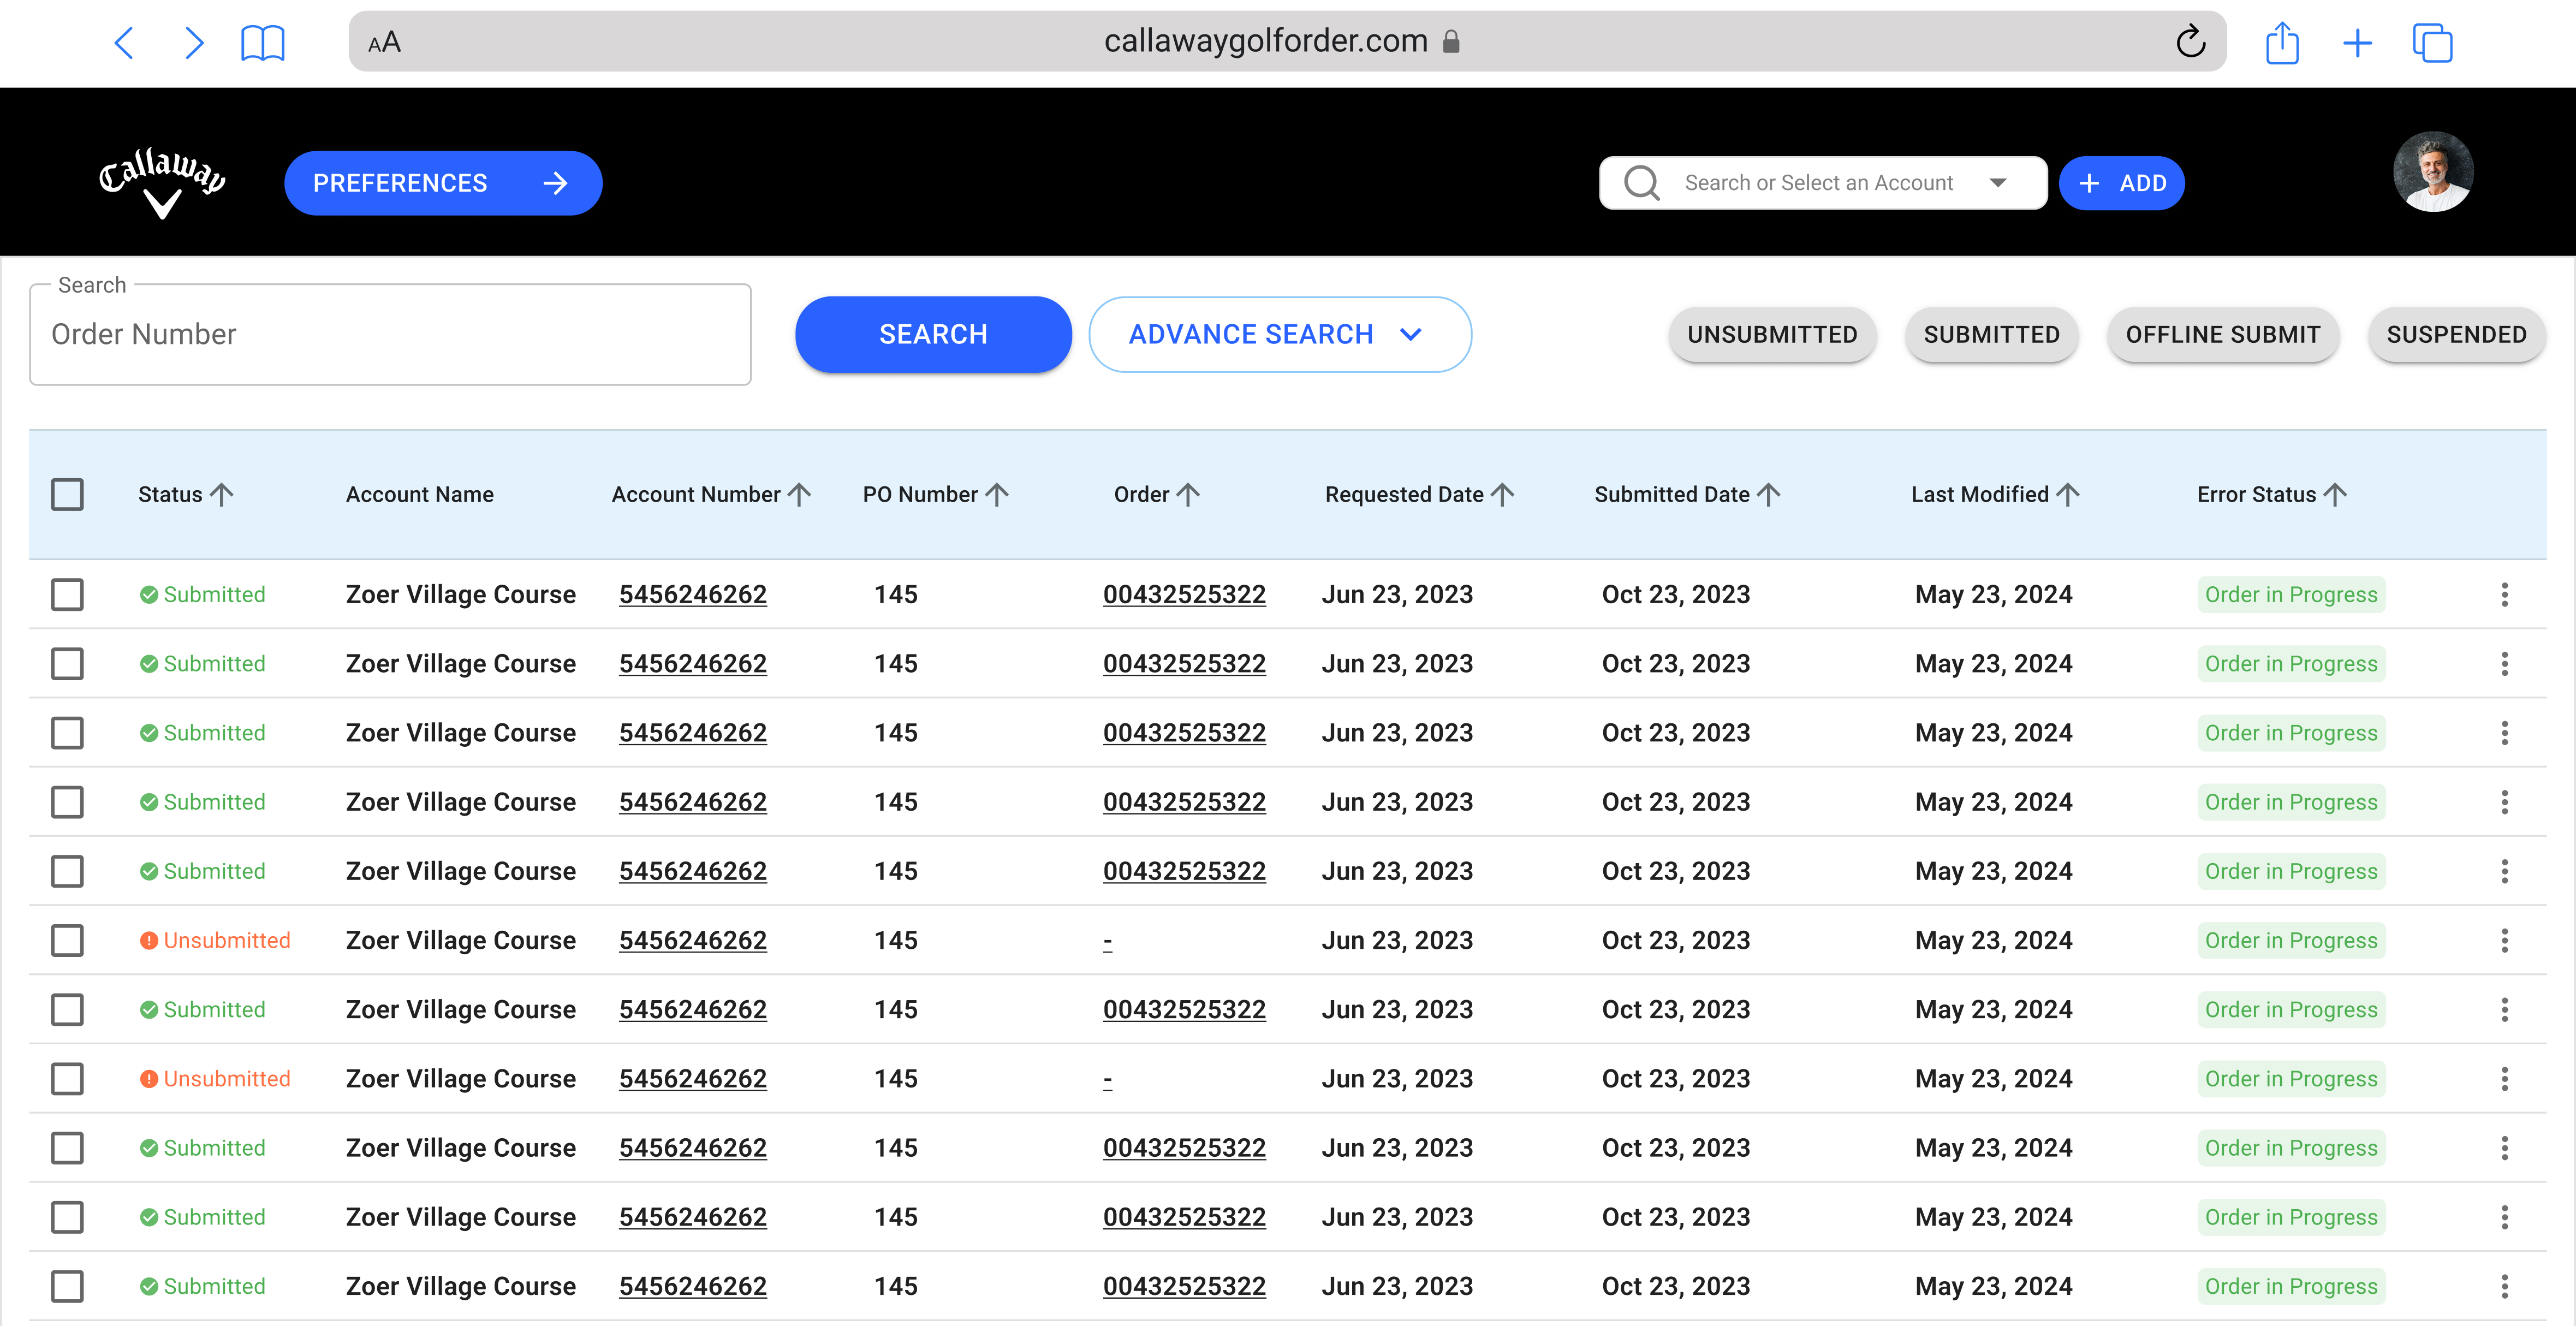 AA callawaygolforder.com
Callaway PREFERENCES Search or Select an Account ADD
Search
Order Number SEARCH ADVANCE SEARCH UNSUBMITTED SUBMITTED OFFLINE SUBMIT SUSPENDED
Status Account Name Account Number PO Number Order Requested Date Submitted Date Last Modified Error Status
Submitted Zoer Village Course 5456246262 145 00432525322 Jun 23, 2023 Oct 23, 2023 May 23, 2024 Order in Progress
Submitted Zoer Village Course 5456246262 145 00432525322 Jun 23, 2023 Oct 23, 2023 May 23, 2024 Order in Progress
Submitted Zoer Village Course 5456246262 145 00432525322 Jun 23, 2023 Oct 23, 2023 May 23, 2024 Order in Progress
Submitted Zoer Village Course 5456246262 145 00432525322 Jun 23, 2023 Oct 23, 2023 May 23, 2024 Order in Progress
Submitted Zoer Village Course 5456246262 145 00432525322 Jun 23, 2023 Oct 23, 2023 May 23, 2024 Order in Progress
Unsubmitted Zoer Village Course 5456246262 145 - Jun 23, 2023 Oct 23, 2023 May 23, 2024 Order in Progress
Submitted Zoer Village Course 5456246262 145 00432525322 Jun 23, 2023 Oct 23, 2023 May 23, 2024 Order in Progress
Unsubmitted Zoer Village Course 5456246262 145 - Jun 23, 2023 Oct 23, 2023 May 23, 2024 Order in Progress
Submitted Zoer Village Course 5456246262 145 00432525322 Jun 23, 2023 Oct 23, 2023 May 23, 2024 Order in Progress
Submitted Zoer Village Course 5456246262 145 00432525322 Jun 23, 2023 Oct 23, 2023 May 23, 2024 Order in Progress
Submitted Zoer Village Course 5456246262 145 00432525322 Jun 23, 2023 Oct 23, 2023 May 23, 2024 Order in Progress